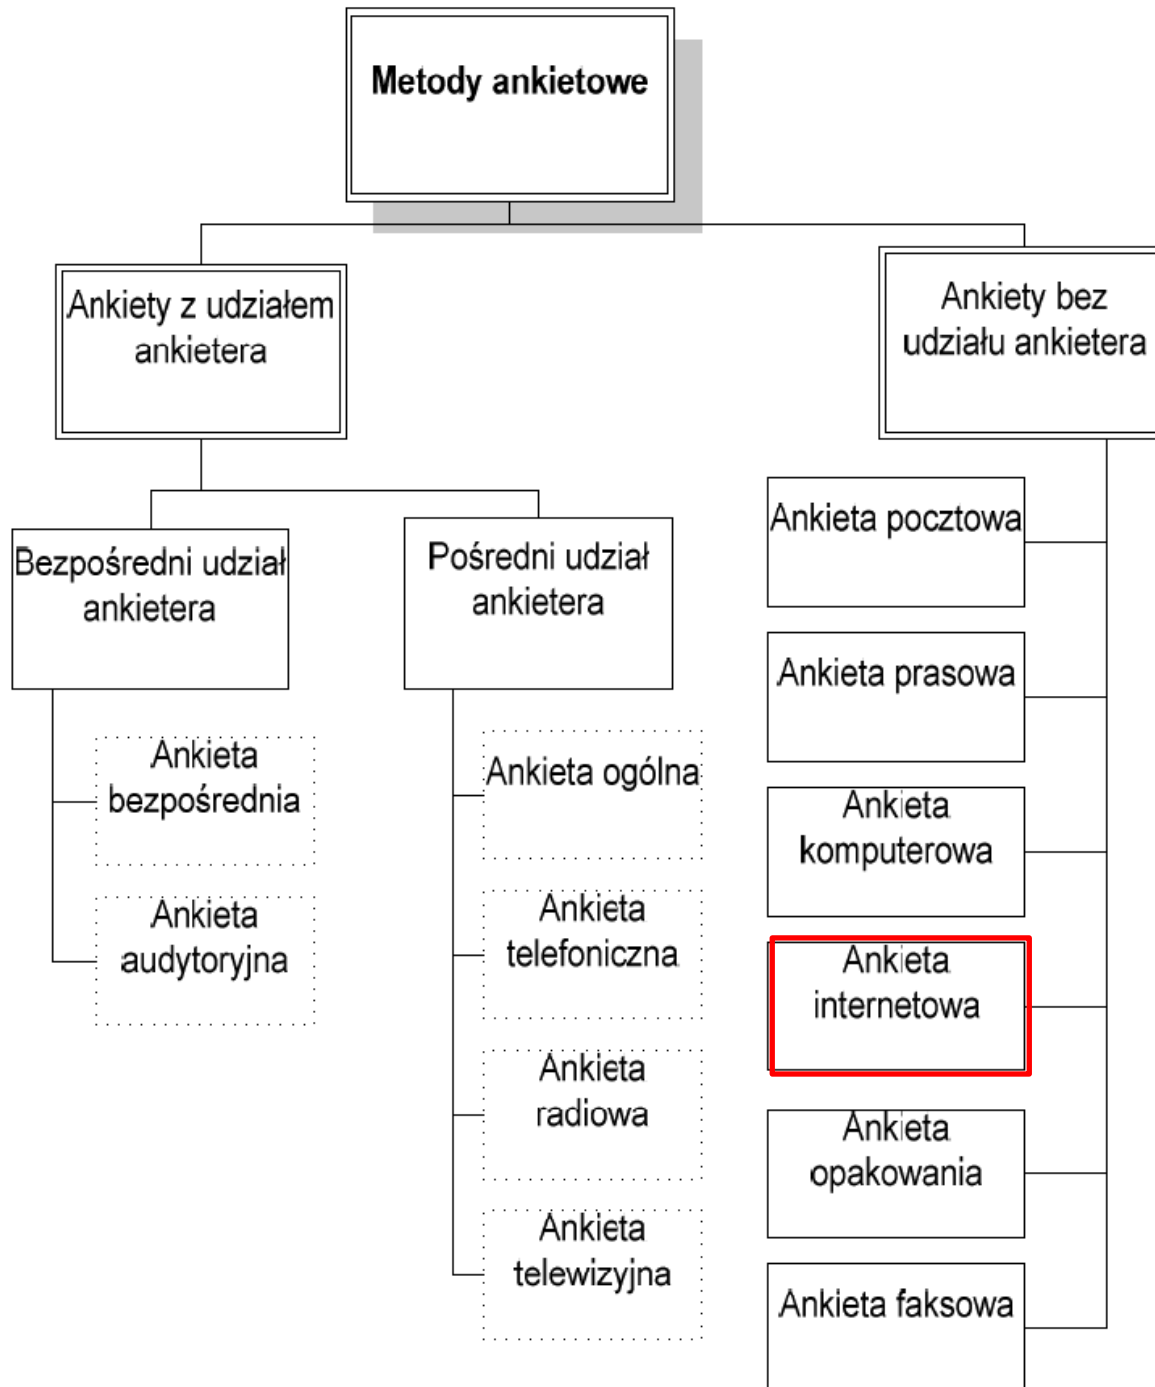 Metody ankietowe
Ankiety z udziałem
ankietera
Ankiety bez
udziału ankietera
Bezpośredni udział
ankietera
Pośredni udział
ankietera
Ankieta
bezpośrednia
Ankieta
audytoryjna
Ankieta ogólna
Ankieta
telefoniczna
Ankieta
radiowa
Ankieta
telewizyjna
Ankieta pocztowa
Ankieta prasowa
Ankieta
komputerowa
Ankieta
internetowa
Ankieta
opakowania
Ankieta faksowa